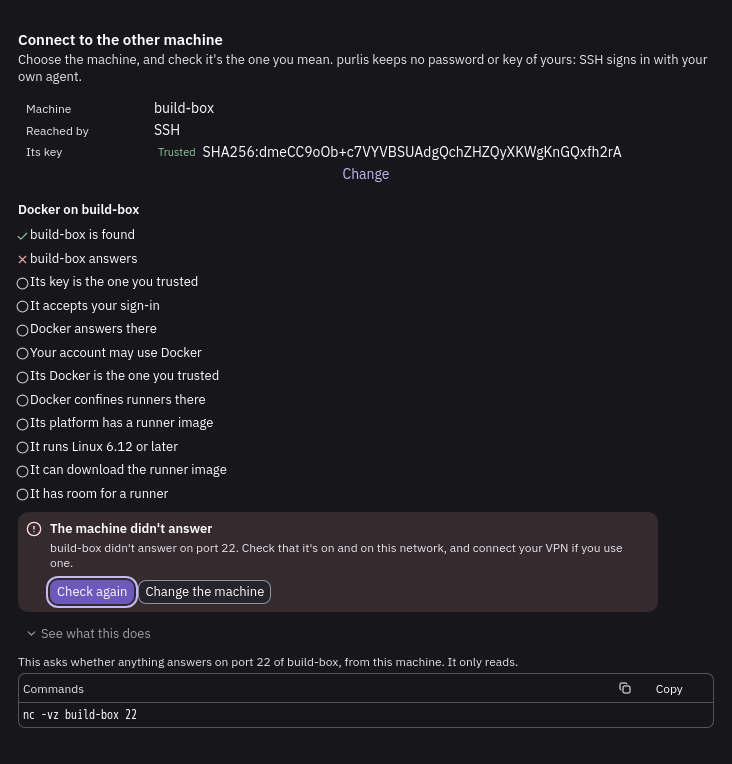 Connect to the other machine
Choose the machine, and check it's the one you mean. purlis keeps no password or key of yours: SSH signs in with your
own agent.
Machine build-box
Reached by SSH
Its key Trusted SHA256:dmeCC9oOb+c7VYVBSUAdgQchZHZQyXKWgKnGQxfh2rA
Change
Docker on build-box
build-box is found
build-box answers
Its key is the one you trusted
It accepts your sign-in
Docker answers there
Your account may use Docker
Its Docker is the one you trusted
Docker confines runners there
Its platform has a runner image
It runs Linux 6.12 or later
It can download the runner image
It has room for a runner
The machine didn't answer
build-box didn't answer on port 22. Check that it's on and on this network, and connect your VPN if you use
one.
Check again Change the machine
See what this does
This asks whether anything answers on port 22 of build-box, from this machine. It only reads.
Commands Copy
nc -vz build-box 22